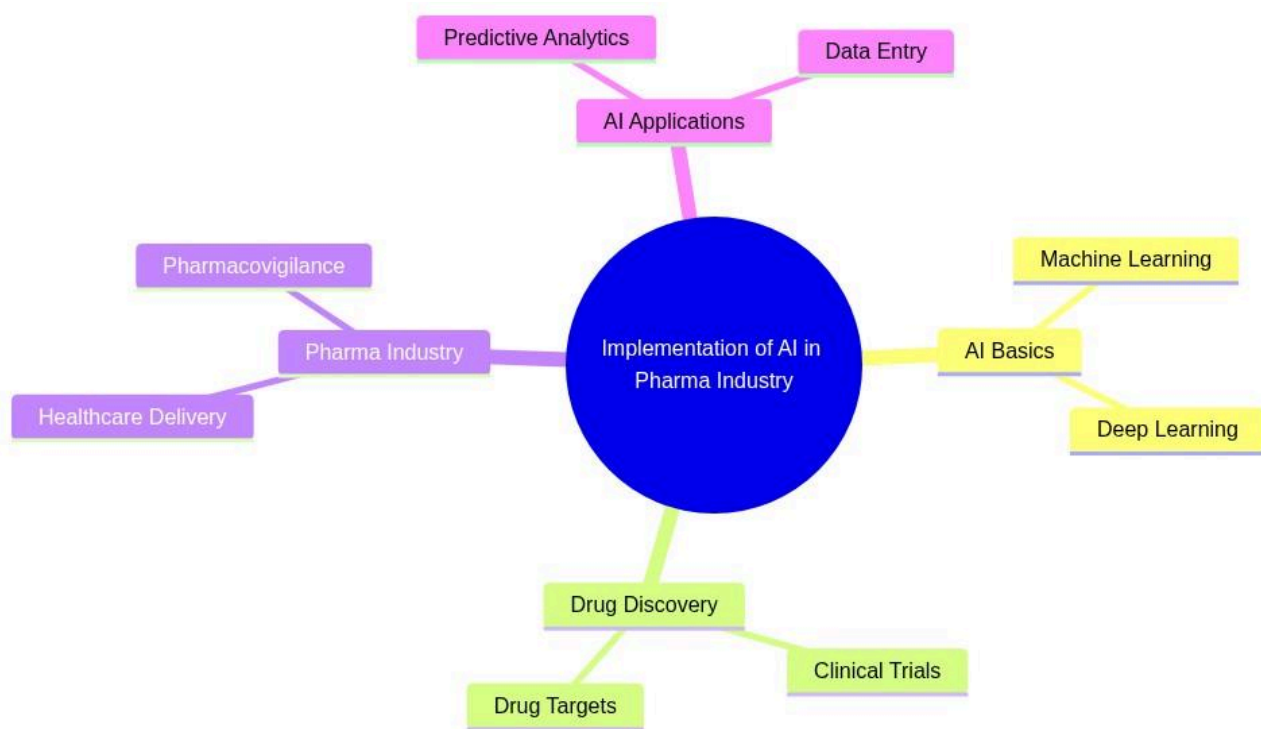 Predictive Analytics
Data Entry
AI Applications
Pharmacovigilance
Machine Learning
Pharma Industry
Implementation of AI in
Pharma Industry
AI Basics
Healthcare Delivery
Deep Learning
Drug Discovery
Clinical Trials
Drug Targets